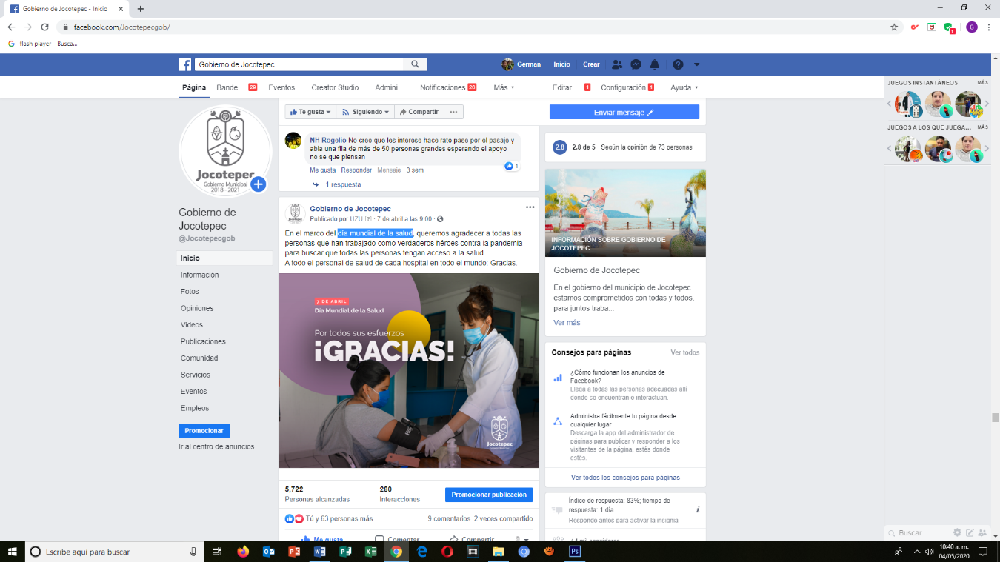 Gobierno de Jocotepec - Inicio
facebook.com/Jocotepecgob/
G
flash player - Busca...
Gobierno de Jocotepec
German
Inicio
Crear
Página
Bande... 29
Eventos
Creator Studio
Admini...
Notificaciones 26
Más
Editar ... 1
Configuración 1
Ayuda
JUEGOS INSTANTÁNEOS MÁS
JUEGOS A LOS QUE JUEGA... MÁS
Jocotepec
Gobierno Municipal
2018 - 2021
Gobierno de
Jocotepec
@Jocotepecgob
Inicio
Información
Fotos
Opiniones
Videos
Publicaciones
Comunidad
Servicios
Eventos
Empleos
Promocionar
Ir al centro de anuncios
Te gusta
Siguiendo
Compartir
Enviar mensaje
NH Rogelio No creo que les interese hace rato pase por el pasaje y
abia una fila de más de 50 personas grandes esperando el apoyo
no se que piensan
1
Me gusta · Responder · Mensaje · 3 sem
1 respuesta
Gobierno de Jocotepec
Publicado por UZU [?] · 7 de abril a las 9:00 ·
En el marco del día mundial de la salud, queremos agradecer a todas las
personas que han trabajado como verdaderos héroes contra la pandemia
para buscar que todas las personas tengan acceso a la salud.
A todo el personal de salud de cada hospital en todo el mundo: Gracias.
7 DE ABRIL
Día Mundial de la Salud
Por todos sus esfuerzos
¡GRACIAS!
Jocotepec
5,722
Personas alcanzadas
280
Interacciones
Promocionar publicación
Tú y 63 personas más
9 comentarios 2 veces compartido
Me gusta
Comentar
Compartir
2.8 2.8 de 5 · Según la opinión de 73 personas
INFORMACIÓN SOBRE GOBIERNO DE
JOCOTEPEC
Gobierno de Jocotepec
En el gobierno del municipio de Jocotepec
estamos comprometidos con todas y todos,
para juntos traba...
Ver más
Consejos para páginas Ver todos
¿Cómo funcionan los anuncios de
Facebook?
Llega a todas las personas adecuadas allí
donde se encuentran e interactúan.
Administra fácilmente tu página desde
cualquier lugar
Descarga la app del administrador de
páginas para publicar y responder a los
visitantes de la página, estés donde
estés.
Ver todos los consejos para páginas
Índice de respuesta: 83%; tiempo de
respuesta: 1 día
Responde antes para activar la insignia
14 mil seguidores
Buscar
Escribe aquí para buscar
10:40 a. m.
04/05/2020